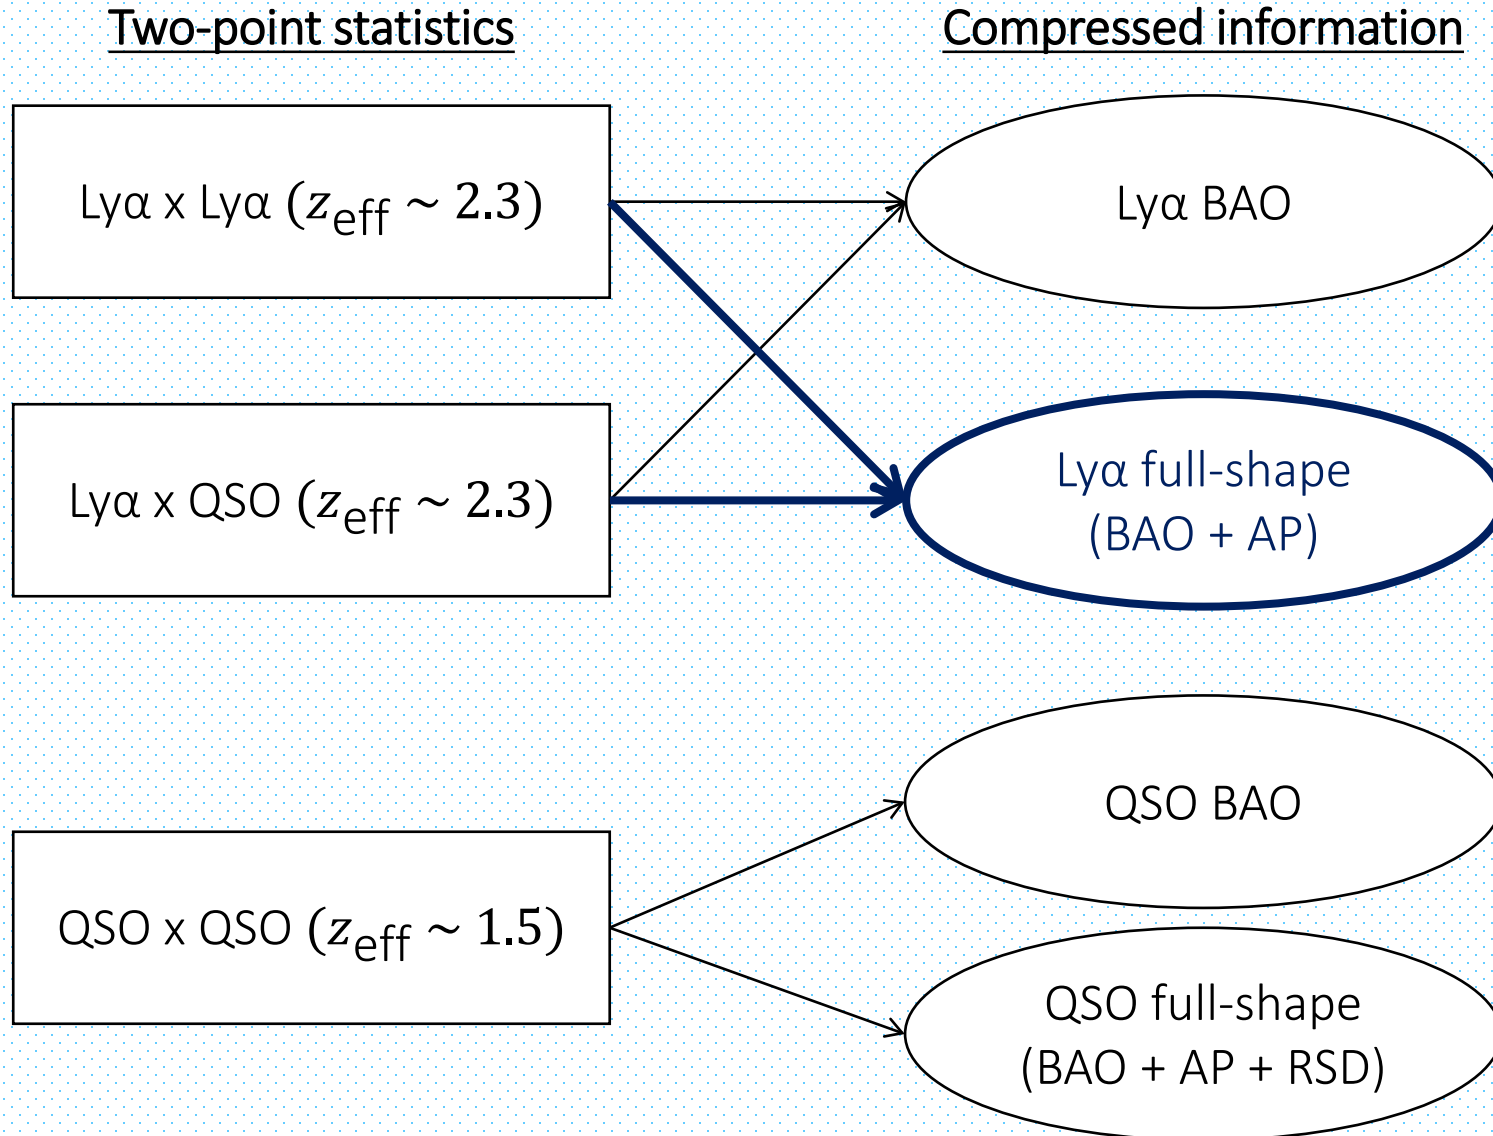 Two-point statistics
Compressed information
Lyα x Lyα (z_eff ~ 2.3)
Lyα BAO
Lyα x QSO (z_eff ~ 2.3)
Lyα full-shape
(BAO + AP)
QSO BAO
QSO x QSO (z_eff ~ 1.5)
QSO full-shape
(BAO + AP + RSD)